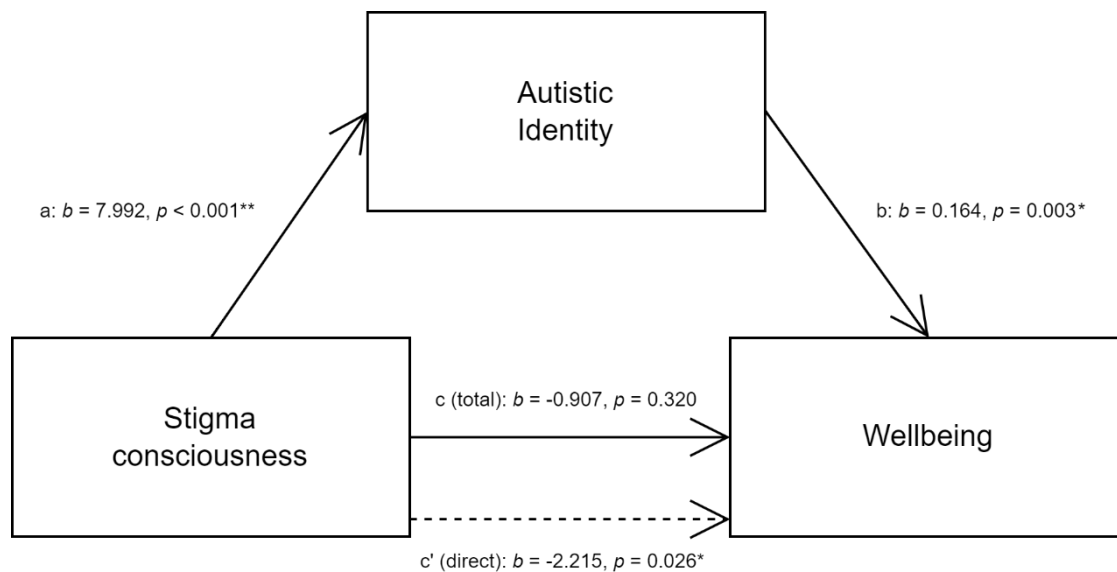 Autistic
Identity
a: b = 7.992, p < 0.001**
b: b = 0.164, p = 0.003*
Stigma
consciousness
c (total): b = -0.907, p = 0.320
Wellbeing
c' (direct): b = -2.215, p = 0.026*